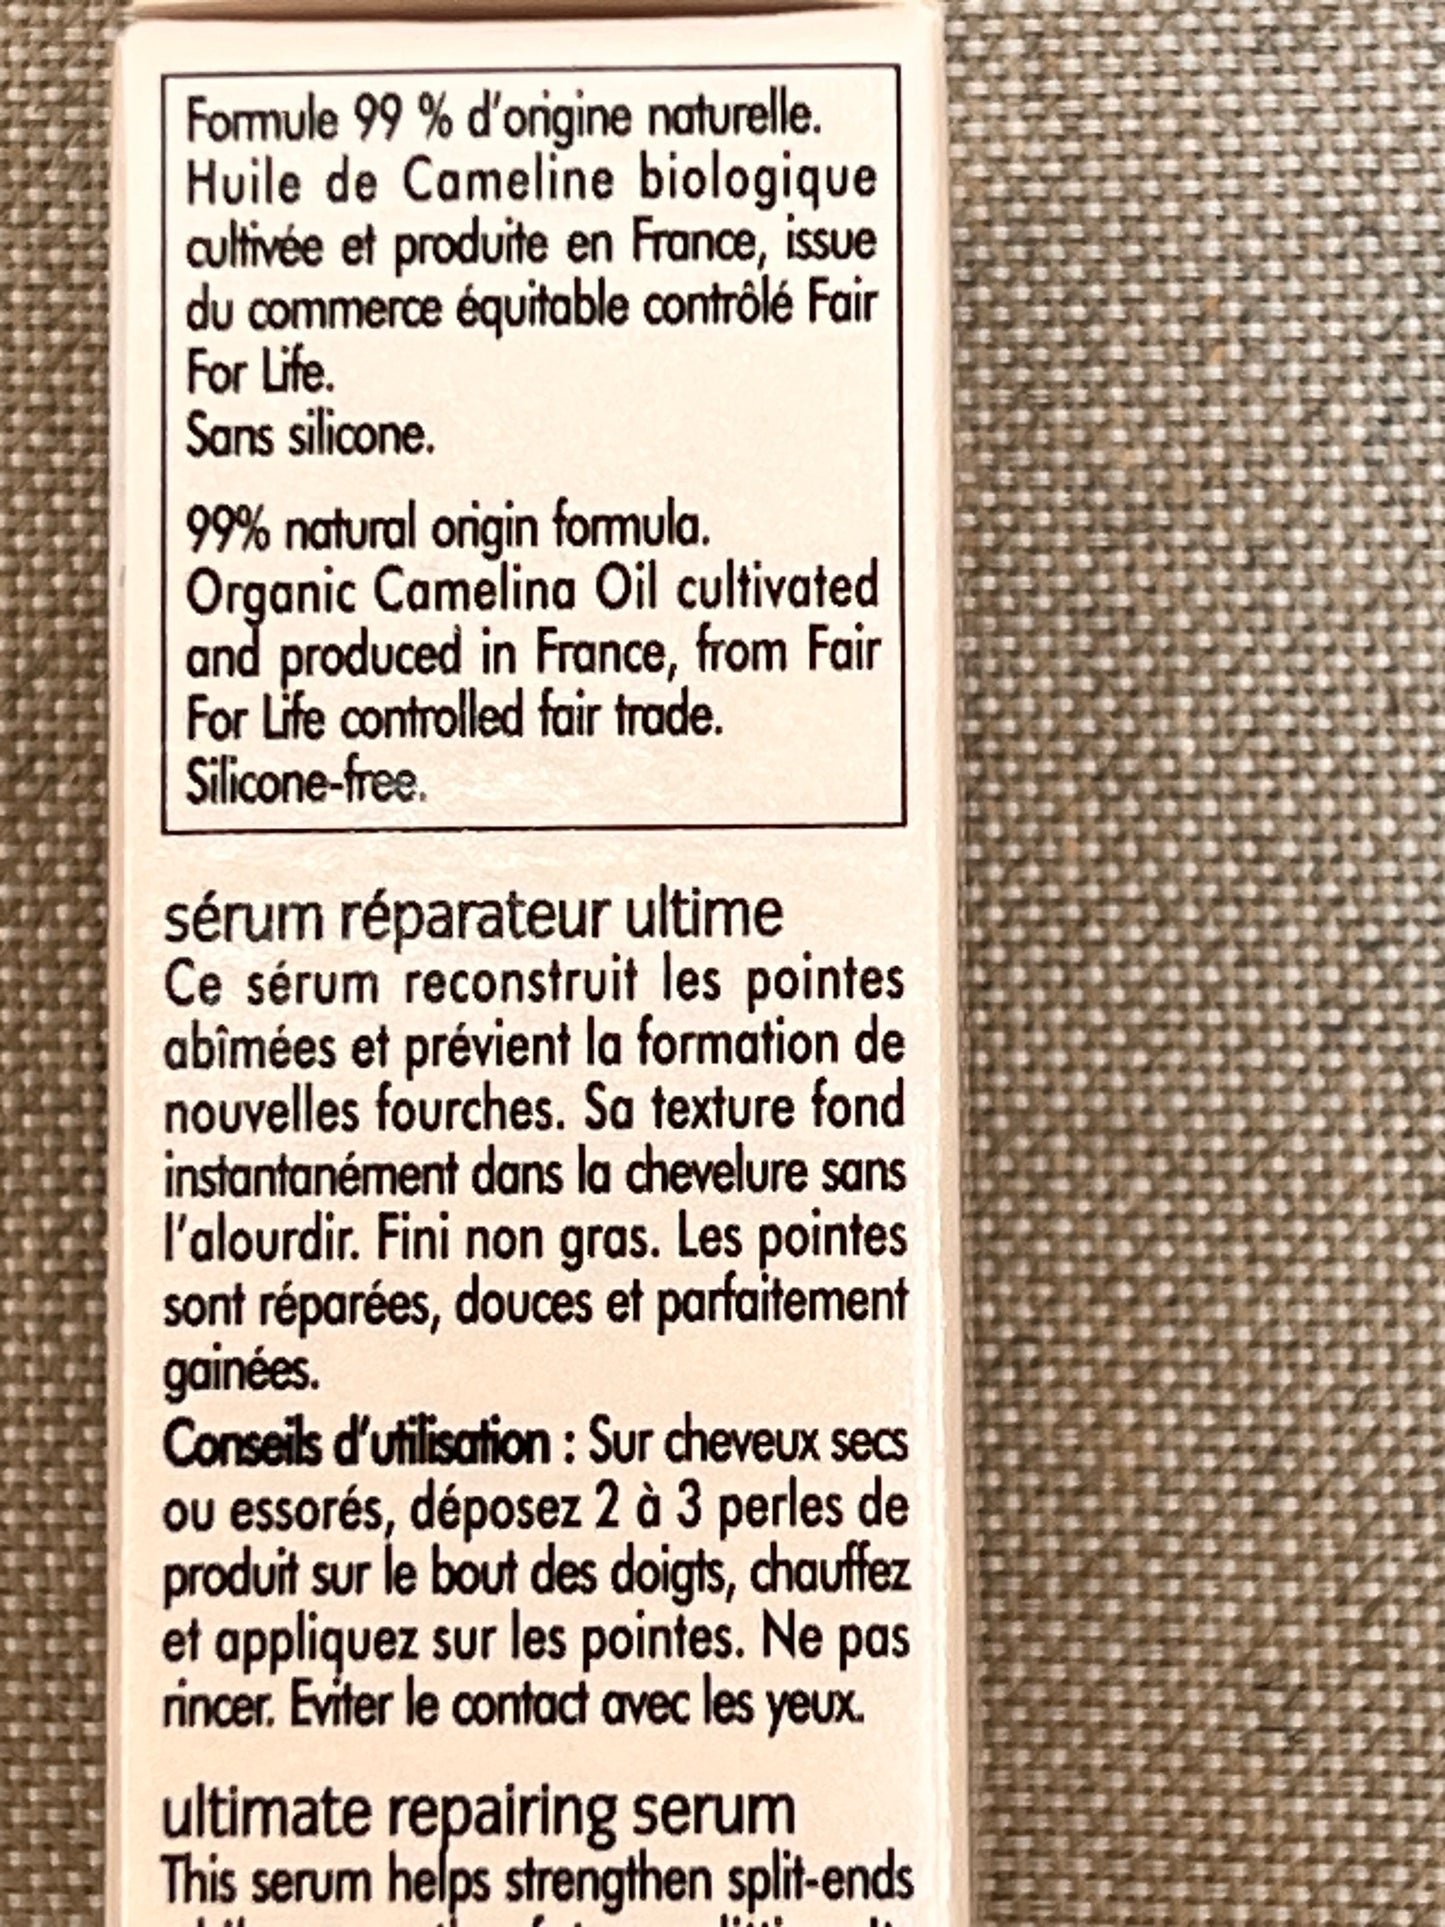 Formule 99 % d'origine naturelle.
Huile de Cameline biologique
cultivée et produite en France, issue
du commerce équitable contrôlé Fair
For Life.
Sans silicone.
99% natural origin formula.
Organic Camelina Oil cultivated
and produced in France, from Fair
For Life controlled fair trade.
Silicone-free.
sérum réparateur ultime
Ce sérum reconstruit les pointes
abîmées et prévient la formation de
nouvelles fourches. Sa texture fond
instantanément dans la chevelure sans
l'alourdir. Fini non gras. Les pointes
sont réparées, douces et parfaitement
gainées.
Conseils d'utilisation : Sur cheveux secs
ou essorés, déposez 2 à 3 perles de
produit sur le bout des doigts, chauffez
et appliquez sur les pointes. Ne pas
rincer. Eviter le contact avec les yeux.
ultimate repairing serum
This serum helps strengthen split-ends